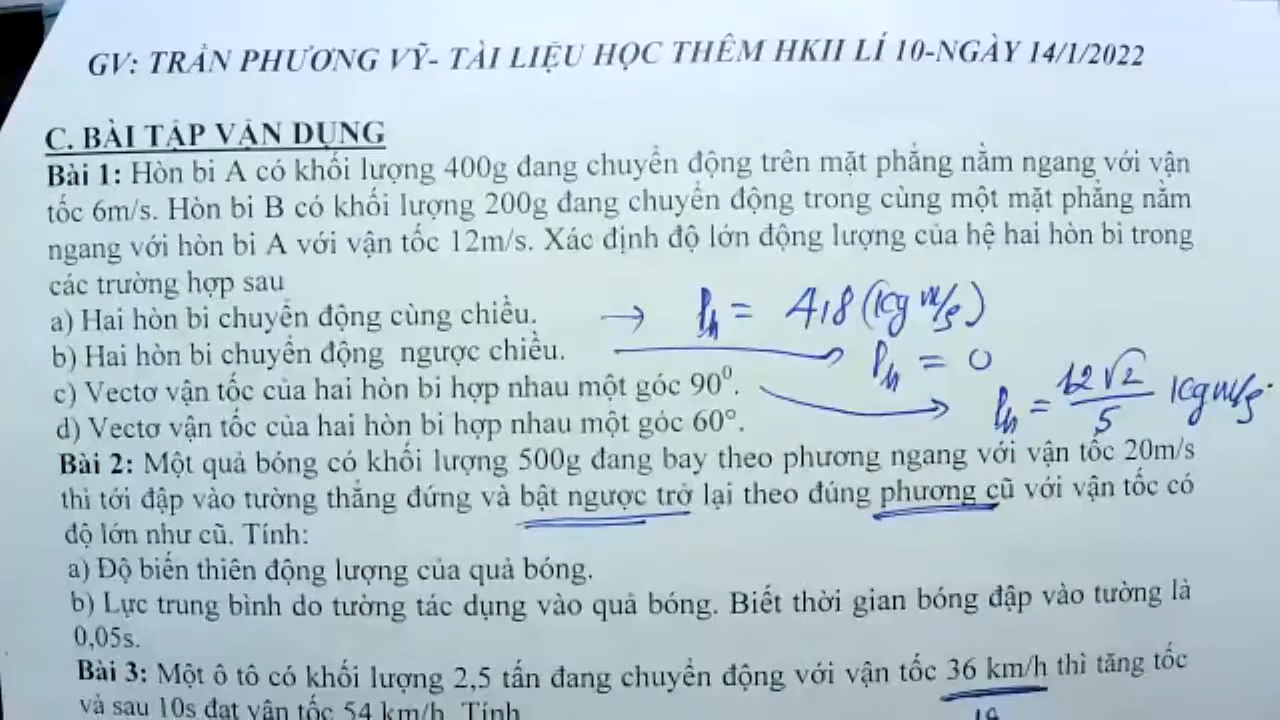 GV: TRẦN PHƯƠNG VỸ- TÀI LIỆU HỌC THÊM HKII LÍ 10-NGÀY 14/1/2022
C. BÀI TẬP VẬN DỤNG
Bài 1: Hòn bi A có khối lượng 400g đang chuyển động trên mặt phẳng nằm ngang với vận
tốc 6m/s. Hòn bi B có khối lượng 200g đang chuyển động trong cùng một mặt phẳng nằm
ngang với hòn bi A với vận tốc 12m/s. Xác định độ lớn động lượng của hệ hai hòn bi trong
các trường hợp sau
a) Hai hòn bi chuyển động cùng chiều. → Ph = 4,8 (kg m/s)
b) Hai hòn bi chuyển động ngược chiều. → Ph = 0
c) Vectơ vận tốc của hai hòn bi hợp nhau một góc 90⁰. → Ph = 12√2/5 kg m/s.
d) Vectơ vận tốc của hai hòn bi hợp nhau một góc 60°.
Bài 2: Một quả bóng có khối lượng 500g đang bay theo phương ngang với vận tốc 20m/s
thì tới đập vào tường thẳng đứng và bật ngược trở lại theo đúng phương cũ với vận tốc có
độ lớn như cũ. Tính:
a) Độ biến thiên động lượng của quả bóng.
b) Lực trung bình do tường tác dụng vào quả bóng. Biết thời gian bóng đập vào tường là
0,05s.
Bài 3: Một ô tô có khối lượng 2,5 tấn đang chuyển động với vận tốc 36 km/h thì tăng tốc
và sau 10s đạt vận tốc 54 km/h. Tính